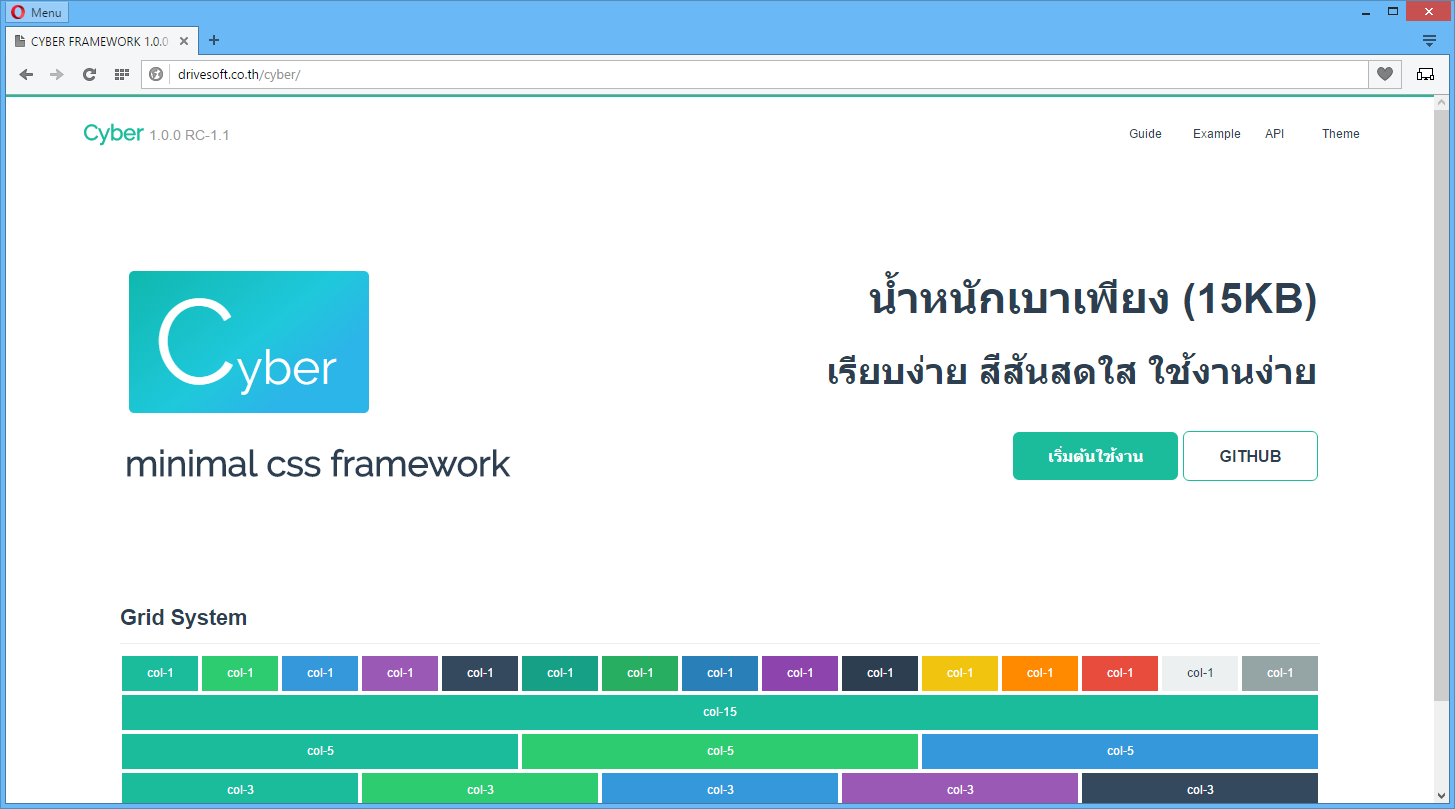 Menu
CYBER FRAMEWORK 1.0.0
drivesoft.co.th/cyber/
Cyber 1.0.0 RC-1.1
Guide Example API Theme
Cyber
minimal css framework
น้ำหนักเบาเพียง (15KB)
เรียบง่าย สีสันสดใส ใช้งานง่าย
เริ่มต้นใช้งาน GITHUB
Grid System
col-1 col-1 col-1 col-1 col-1 col-1 col-1 col-1 col-1 col-1 col-1 col-1 col-1 col-1 col-1
col-15
col-5 col-5 col-5
col-3 col-3 col-3 col-3 col-3